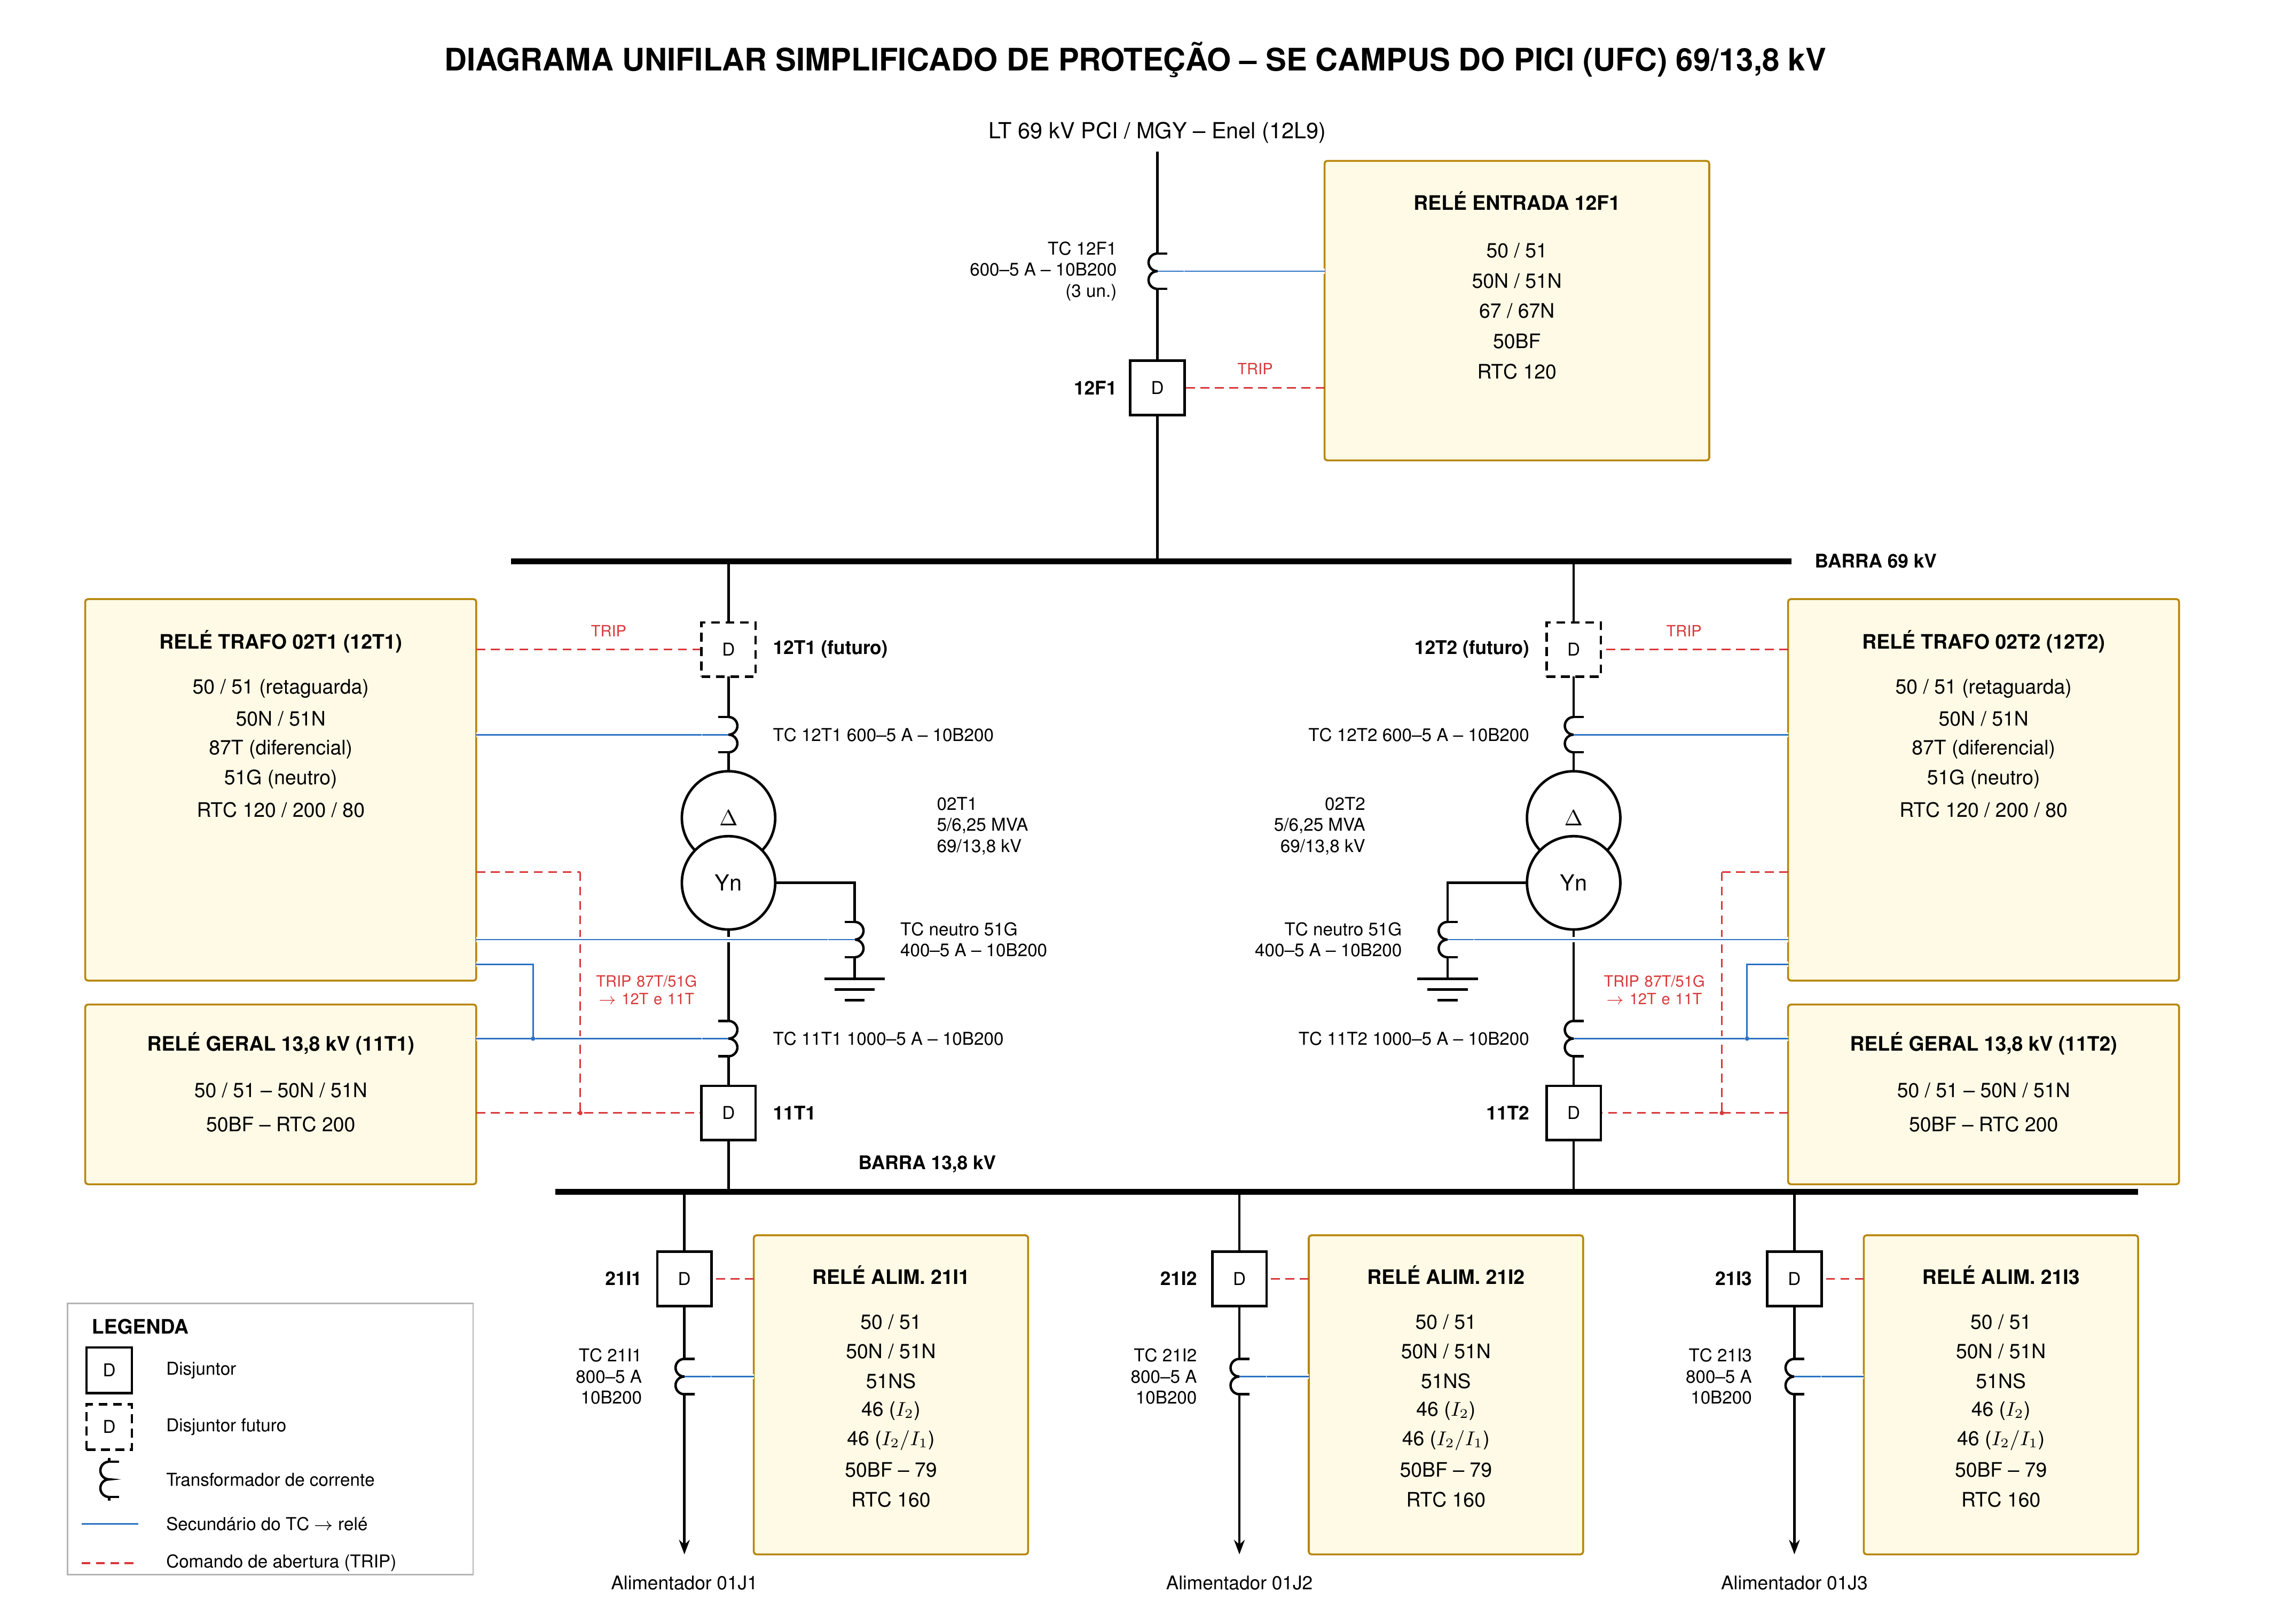 DIAGRAMA UNIFILAR SIMPLIFICADO DE PROTEÇÃO – SE CAMPUS DO PICI (UFC) 69/13,8 kV
LT 69 kV PCI / MGY – Enel (12L9)
RELÉ ENTRADA 12F1
50 / 51
50N / 51N
67 / 67N
50BF
RTC 120
TC 12F1
600–5 A – 10B200
(3 un.)
12F1
D
TRIP
BARRA 69 kV
RELÉ TRAFO 02T1 (12T1)
50 / 51 (retaguarda)
50N / 51N
87T (diferencial)
51G (neutro)
RTC 120 / 200 / 80
TRIP
D
12T1 (futuro)
TC 12T1 600–5 A – 10B200
Δ
Yn
02T1
5/6,25 MVA
69/13,8 kV
TC neutro 51G
400–5 A – 10B200
TRIP 87T/51G
→ 12T e 11T
TC 11T1 1000–5 A – 10B200
D
11T1
RELÉ GERAL 13,8 kV (11T1)
50 / 51 – 50N / 51N
50BF – RTC 200
12T2 (futuro)
D
TRIP
TC 12T2 600–5 A – 10B200
Δ
Yn
02T2
5/6,25 MVA
69/13,8 kV
TC neutro 51G
400–5 A – 10B200
TRIP 87T/51G
→ 12T e 11T
TC 11T2 1000–5 A – 10B200
11T2
D
RELÉ TRAFO 02T2 (12T2)
50 / 51 (retaguarda)
50N / 51N
87T (diferencial)
51G (neutro)
RTC 120 / 200 / 80
RELÉ GERAL 13,8 kV (11T2)
50 / 51 – 50N / 51N
50BF – RTC 200
BARRA 13,8 kV
21I1
D
TC 21I1
800–5 A
10B200
RELÉ ALIM. 21I1
50 / 51
50N / 51N
51NS
46 (I₂)
46 (I₂/I₁)
50BF – 79
RTC 160
Alimentador 01J1
21I2
D
TC 21I2
800–5 A
10B200
RELÉ ALIM. 21I2
50 / 51
50N / 51N
51NS
46 (I₂)
46 (I₂/I₁)
50BF – 79
RTC 160
Alimentador 01J2
21I3
D
TC 21I3
800–5 A
10B200
RELÉ ALIM. 21I3
50 / 51
50N / 51N
51NS
46 (I₂)
46 (I₂/I₁)
50BF – 79
RTC 160
Alimentador 01J3
LEGENDA
D Disjuntor
D Disjuntor futuro
Transformador de corrente
Secundário do TC → relé
Comando de abertura (TRIP)